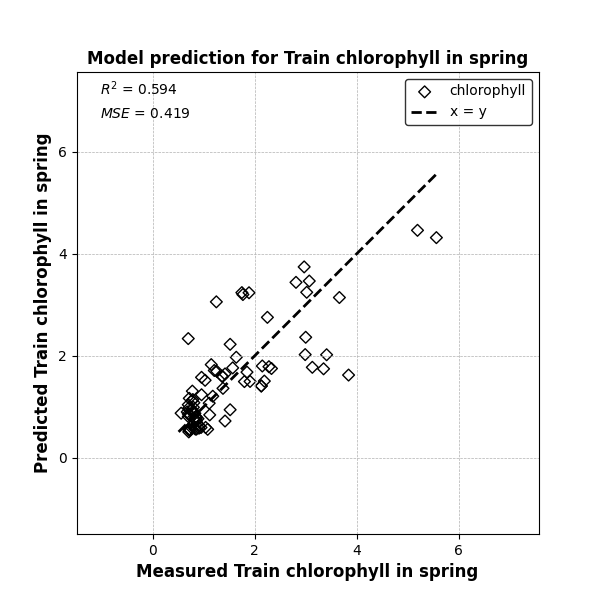 Model prediction for Train chlorophyll in spring
R² = 0.594
MSE = 0.419
chlorophyll
x = y
Predicted Train chlorophyll in spring
6
4
2
0
0 2 4 6
Measured Train chlorophyll in spring